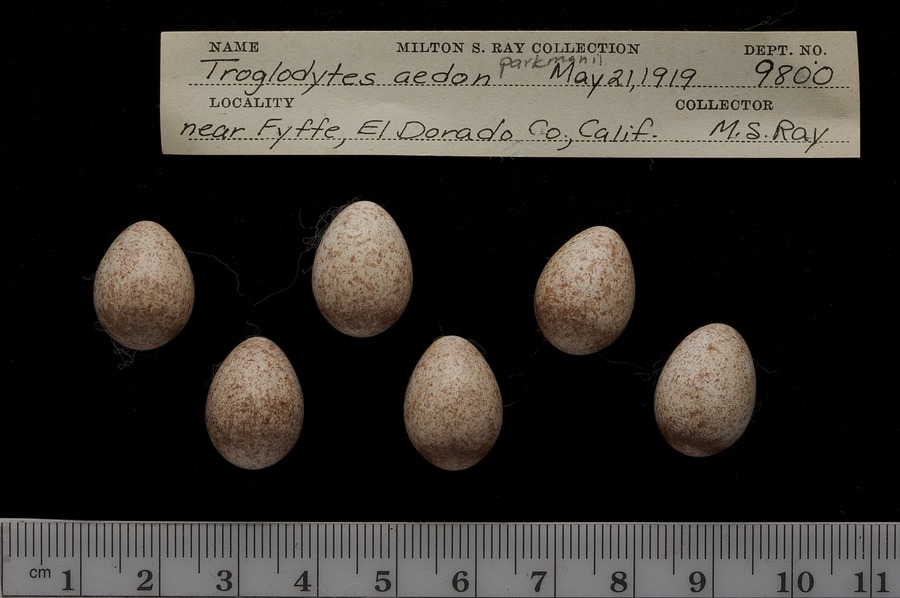 NAME MILTON S. RAY COLLECTION DEPT. NO.
Troglodytes aedon parkmanii May 21, 1919 9800
LOCALITY COLLECTOR
near Fyffe, El Dorado Co., Calif. M. S. Ray
cm 1 2 3 4 5 6 7 8 9 10 11